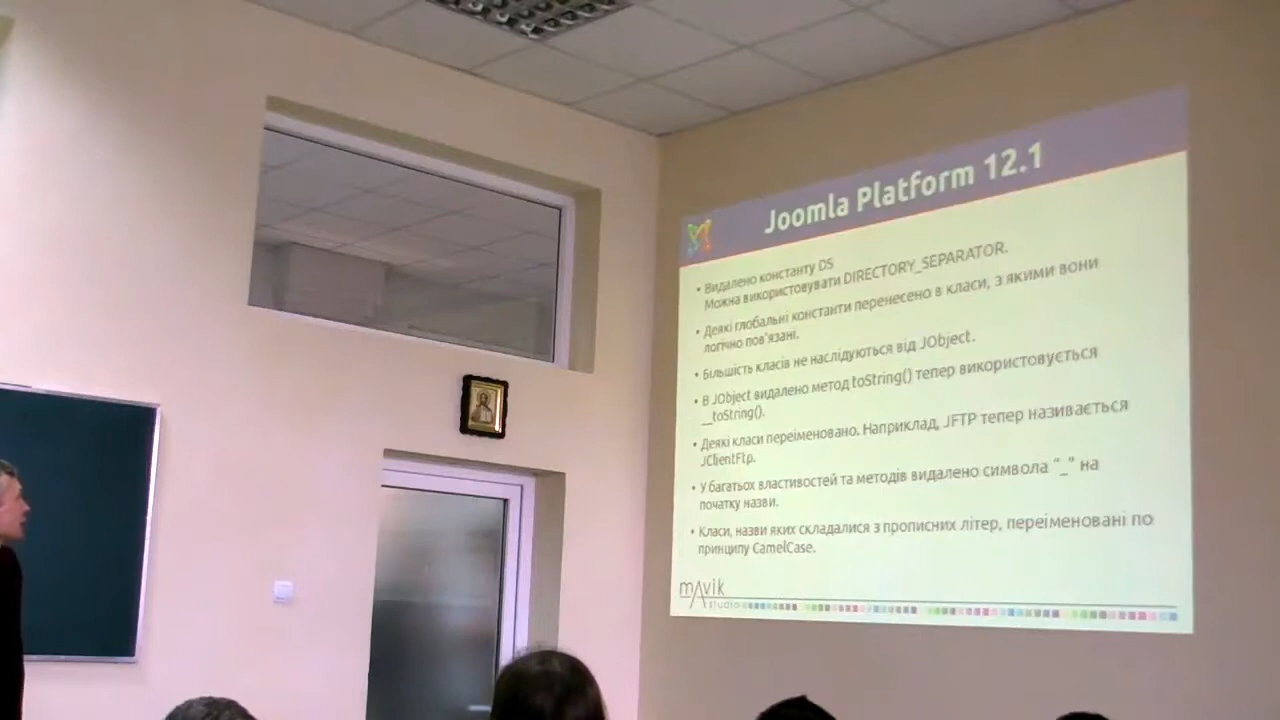 Joomla Platform 12.1
• Видалено константу DS
Можна використовувати DIRECTORY_SEPARATOR.
• Деякі глобальні константи перенесено в класи, з якими вони
логічно пов'язані.
• Більшість класів не наслідуються від JObject.
• В JObject видалено метод toString() тепер використовується
__toString().
• Деякі класи переіменовано. Наприклад, JFTP тепер називається
JClientFtp.
• У багатьох властивостей та методів видалено символа "_" на
початку назви.
• Класи, назви яких складалися з прописних літер, переіменовані по
принципу CamelCase.
mAvik
studio